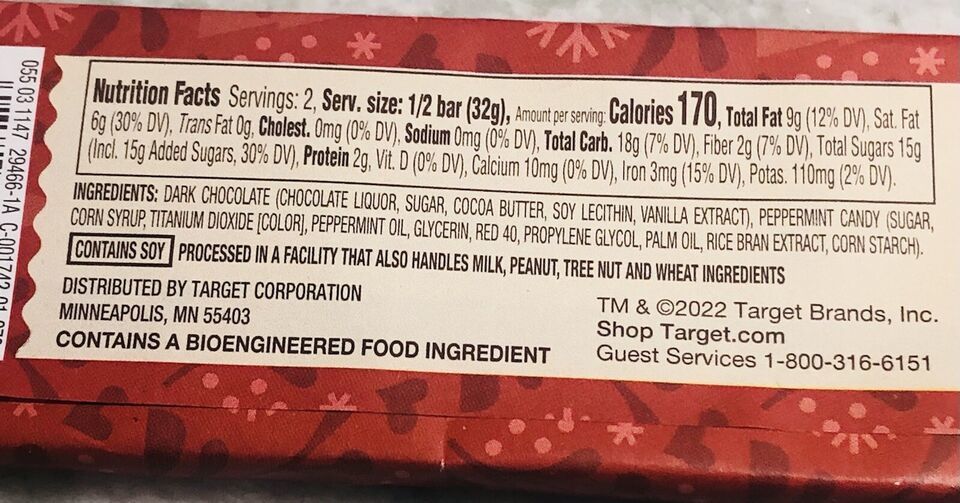 Nutrition Facts Servings: 2, Serv. size: 1/2 bar (32g), Amount per serving: Calories 170, Total Fat 9g (12% DV), Sat. Fat
6g (30% DV), Trans Fat 0g, Cholest. 0mg (0% DV), Sodium 0mg (0% DV), Total Carb. 18g (7% DV), Fiber 2g (7% DV), Total Sugars 15g
(Incl. 15g Added Sugars, 30% DV), Protein 2g, Vit. D (0% DV), Calcium 10mg (0% DV), Iron 3mg (15% DV), Potas. 110mg (2% DV).
INGREDIENTS: DARK CHOCOLATE (CHOCOLATE LIQUOR, SUGAR, COCOA BUTTER, SOY LECITHIN, VANILLA EXTRACT), PEPPERMINT CANDY (SUGAR,
CORN SYRUP, TITANIUM DIOXIDE [COLOR], PEPPERMINT OIL, GLYCERIN, RED 40, PROPYLENE GLYCOL, PALM OIL, RICE BRAN EXTRACT, CORN STARCH).
CONTAINS SOY PROCESSED IN A FACILITY THAT ALSO HANDLES MILK, PEANUT, TREE NUT AND WHEAT INGREDIENTS
DISTRIBUTED BY TARGET CORPORATION
MINNEAPOLIS, MN 55403
CONTAINS A BIOENGINEERED FOOD INGREDIENT
TM & ©2022 Target Brands, Inc.
Shop Target.com
Guest Services 1-800-316-6151
055 03 1147 29466-1A C-001742-01